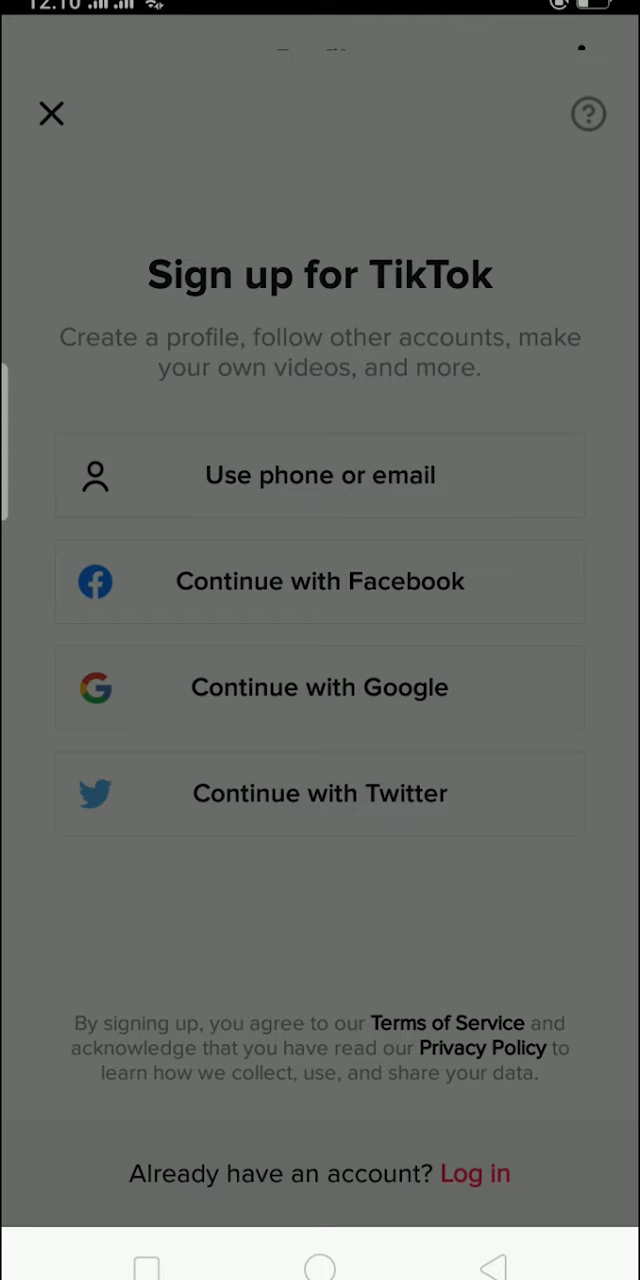 12:10
Sign up for TikTok
Create a profile, follow other accounts, make
your own videos, and more.
Use phone or email
Continue with Facebook
Continue with Google
Continue with Twitter
By signing up, you agree to our Terms of Service and
acknowledge that you have read our Privacy Policy to
learn how we collect, use, and share your data.
Already have an account? Log in